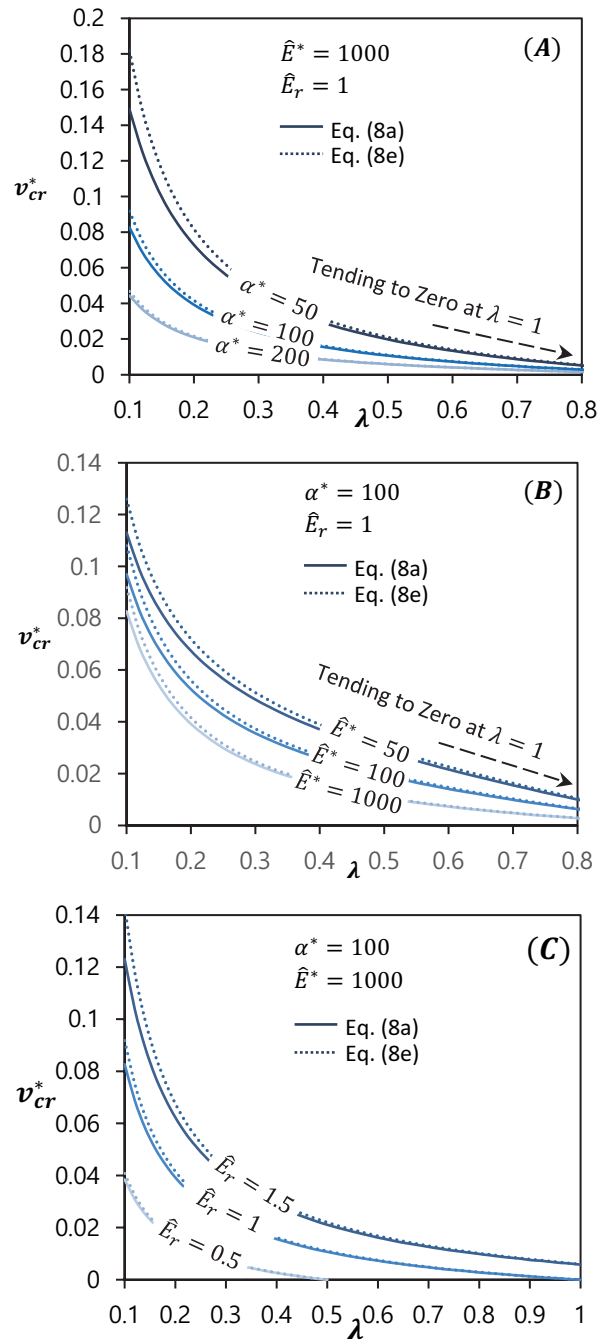 (A)
Ê* = 1000
Ê_r = 1
Eq. (8a)
Eq. (8e)
0.2
0.18
0.16
0.14
0.12
0.1
0.08
0.06
0.04
0.02
0
v*_cr
α* = 50
α* = 100
α* = 200
Tending to Zero at λ = 1
0.1 0.2 0.3 0.4 0.5 0.6 0.7 0.8
λ
(B)
α* = 100
Ê_r = 1
Eq. (8a)
Eq. (8e)
0.14
0.12
0.1
0.08
0.06
0.04
0.02
0
v*_cr
Ê* = 50
Ê* = 100
Ê* = 1000
Tending to Zero at λ = 1
0.1 0.2 0.3 0.4 0.5 0.6 0.7 0.8
λ
(C)
α* = 100
Ê* = 1000
Eq. (8a)
Eq. (8e)
0.14
0.12
0.1
0.08
0.06
0.04
0.02
0
v*_cr
Ê_r = 1.5
Ê_r = 1
Ê_r = 0.5
0.1 0.2 0.3 0.4 0.5 0.6 0.7 0.8 0.9 1
λ